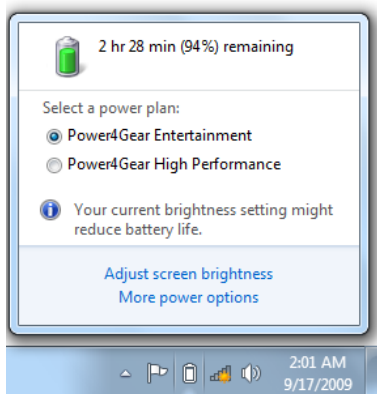 2 hr 28 min (94%) remaining
Select a power plan:
Power4Gear Entertainment
Power4Gear High Performance
Your current brightness setting might
reduce battery life.
Adjust screen brightness
More power options
2:01 AM
9/17/2009